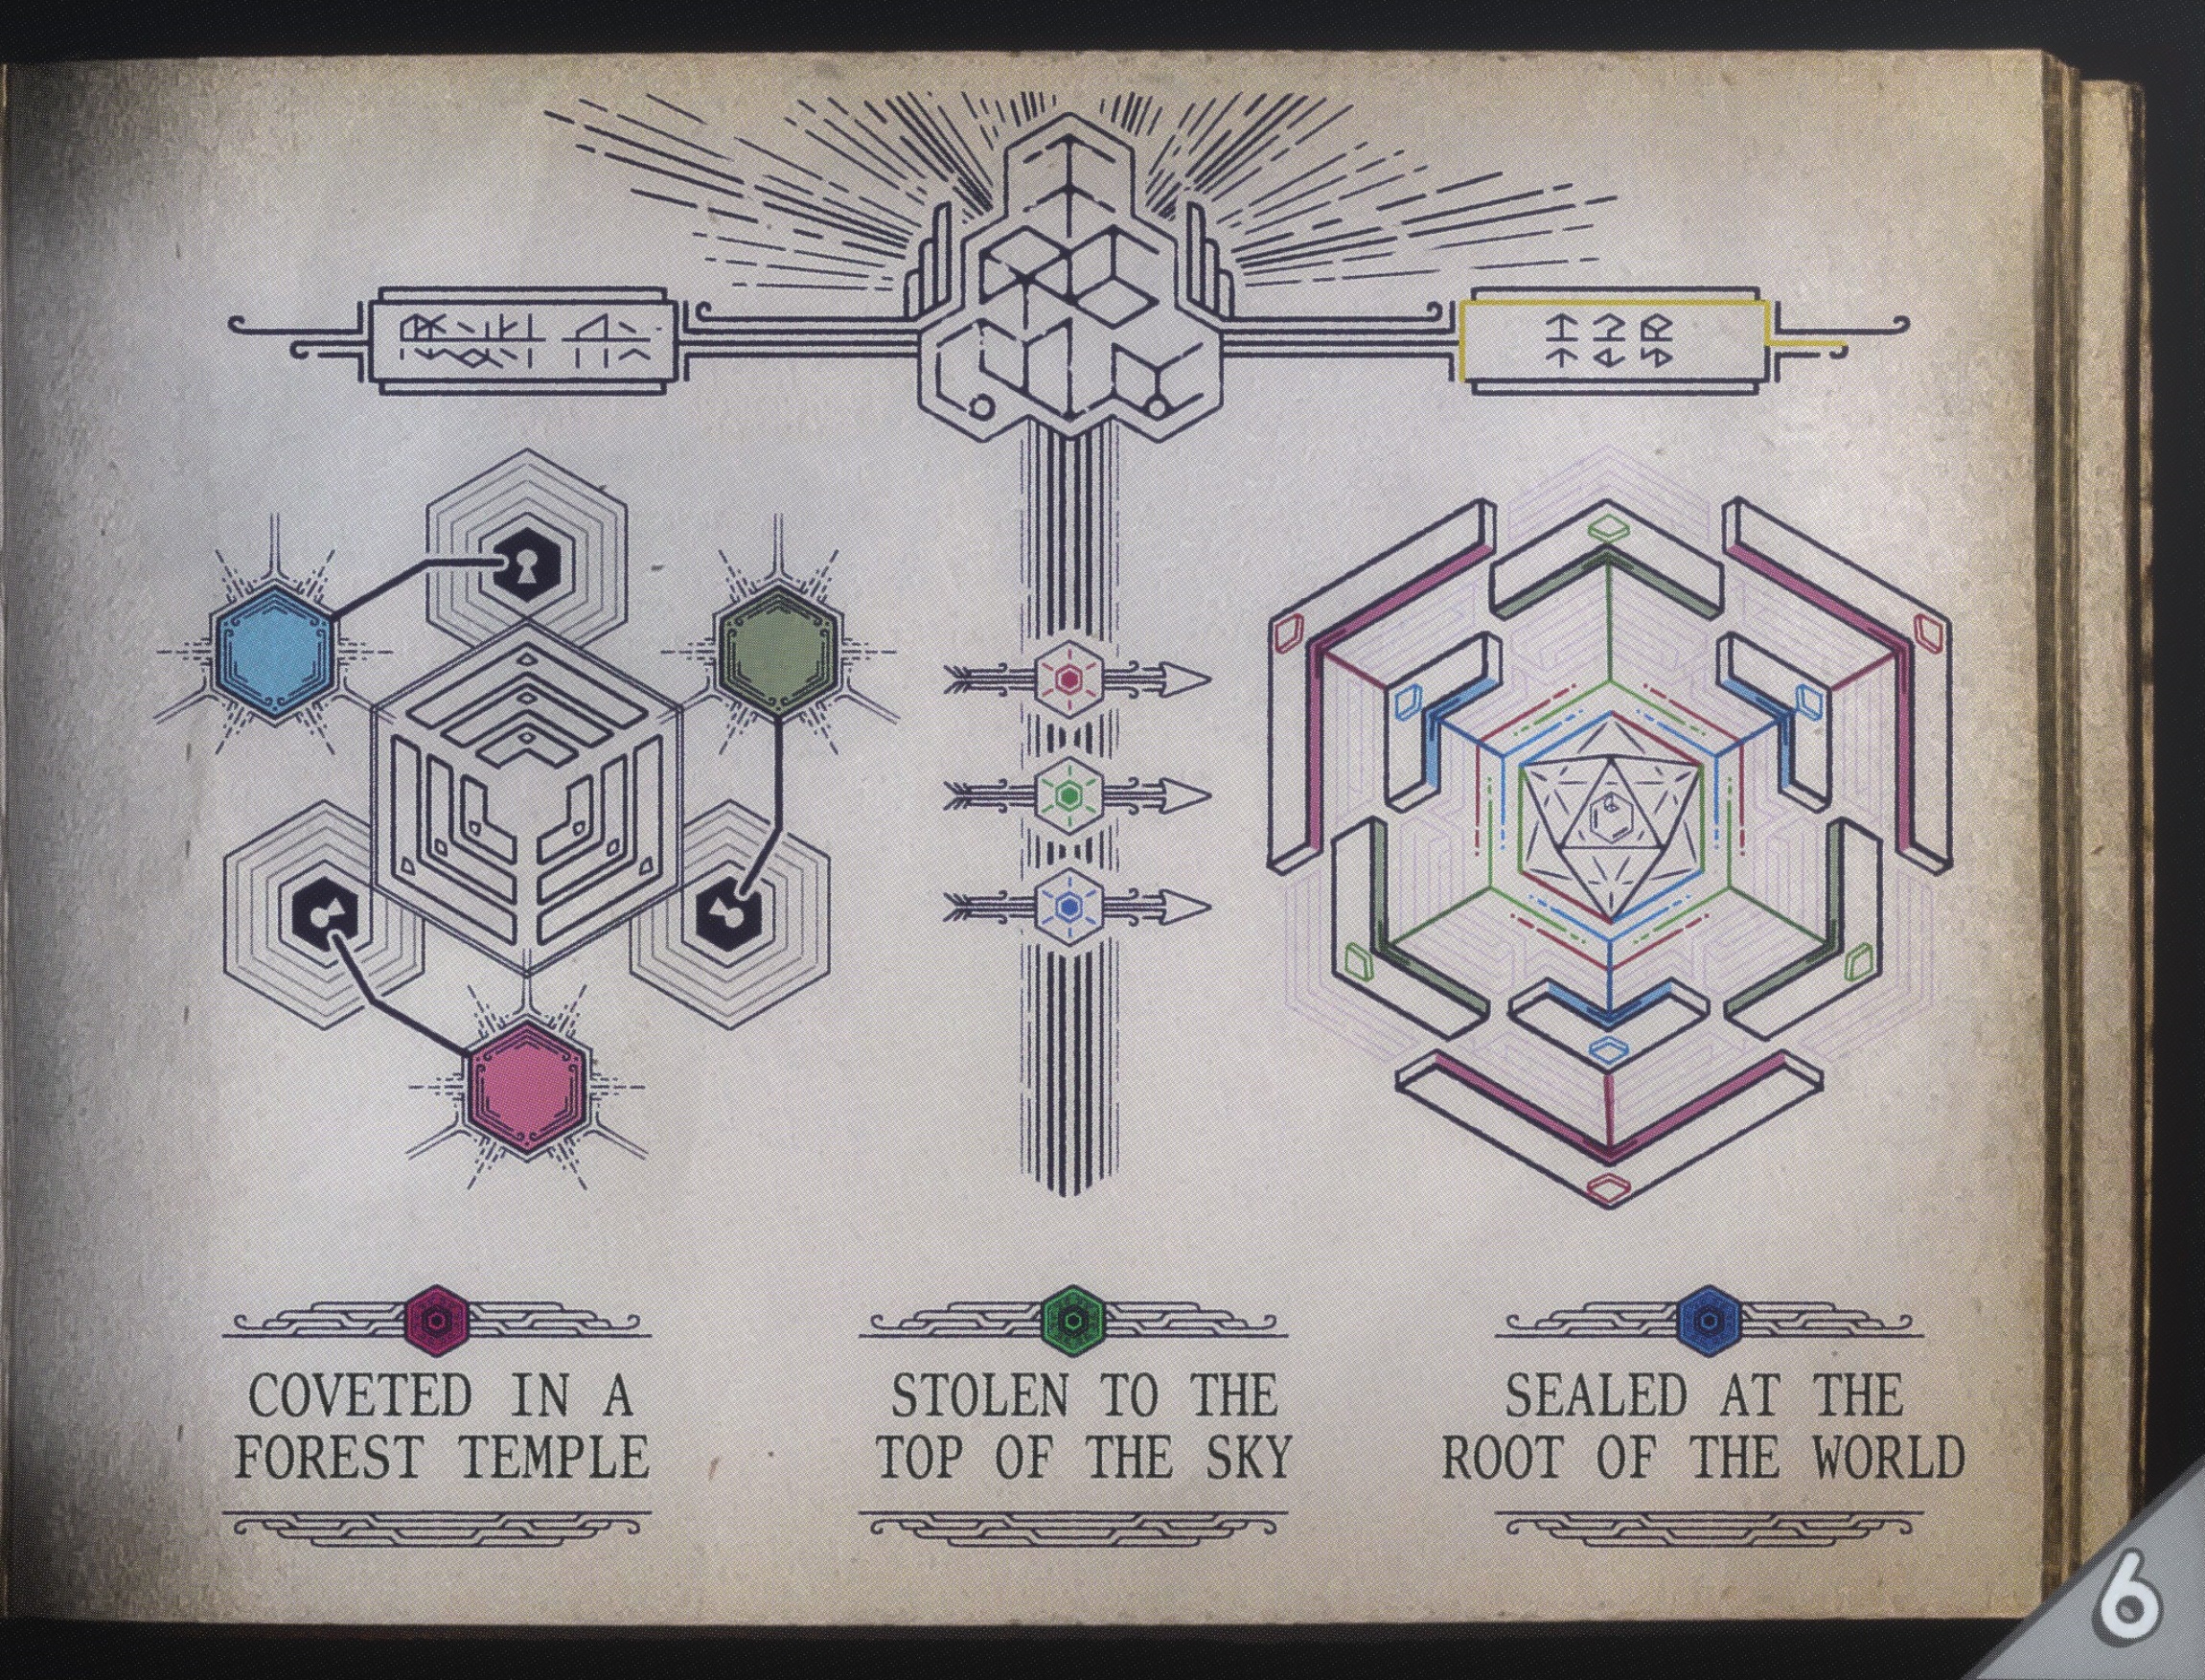 COVETED IN A
FOREST TEMPLE
STOLEN TO THE
TOP OF THE SKY
SEALED AT THE
ROOT OF THE WORLD
6